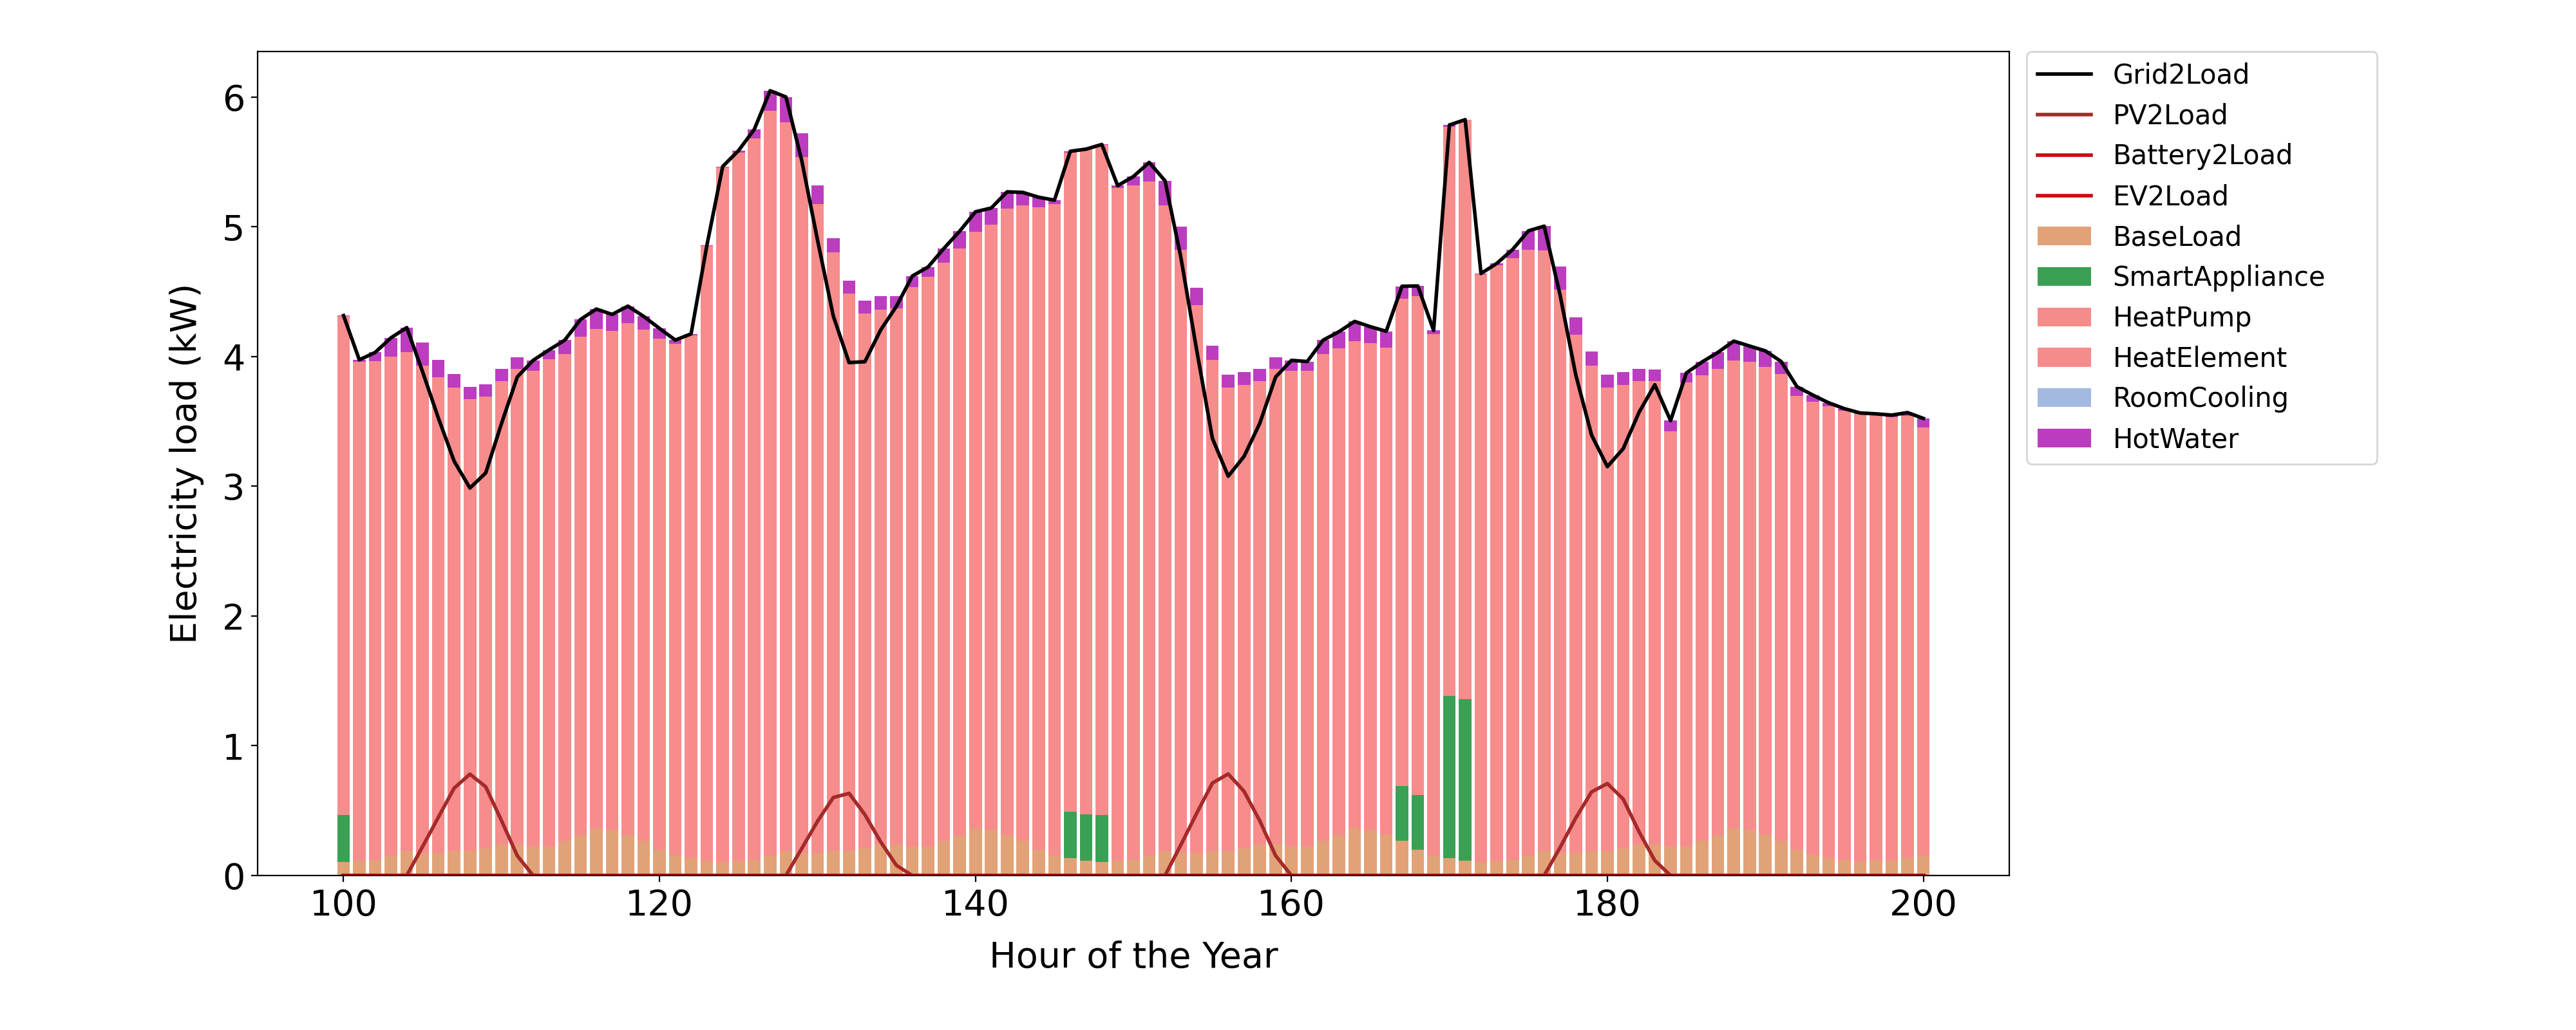 Electricity load (kW)
6
5
4
3
2
1
0
100 120 140 160 180 200
Hour of the Year
Grid2Load
PV2Load
Battery2Load
EV2Load
BaseLoad
SmartAppliance
HeatPump
HeatElement
RoomCooling
HotWater